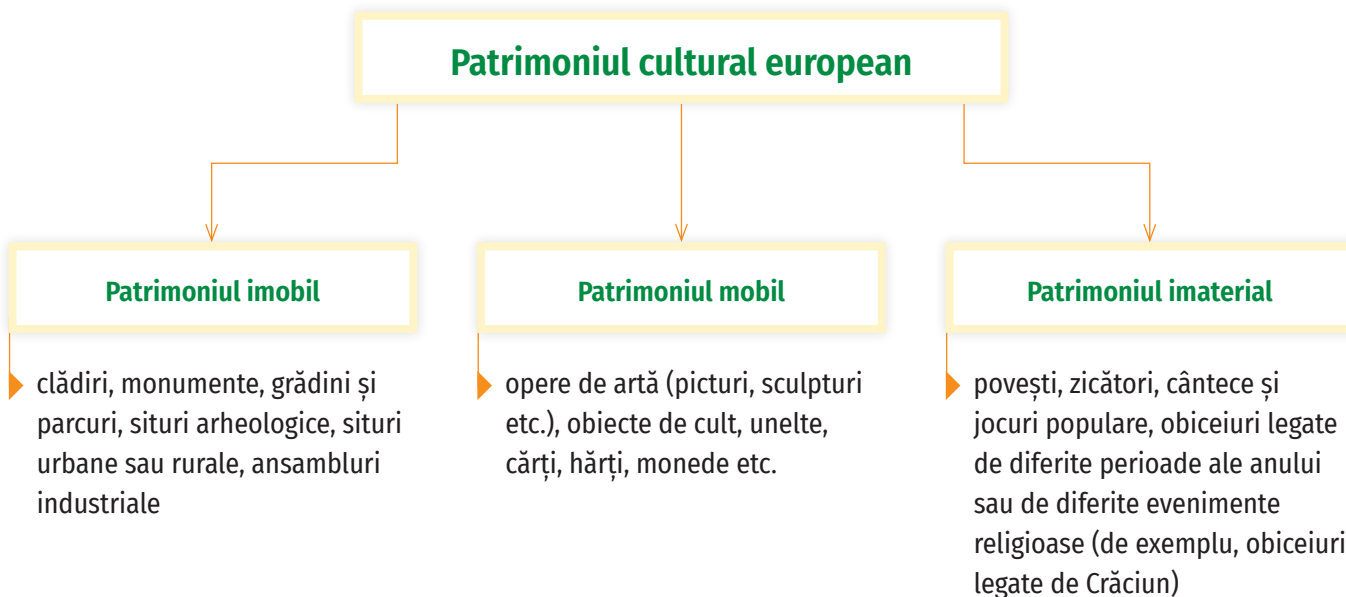 Patrimoniul cultural european
Patrimoniul imobil
clădiri, monumente, grădini și
parcuri, situri arheologice, situri
urbane sau rurale, ansambluri
industriale
Patrimoniul mobil
opere de artă (picturi, sculpturi
etc.), obiecte de cult, unelte,
cărți, hărți, monede etc.
Patrimoniul imaterial
povești, zicători, cântece și
jocuri populare, obiceiuri legate
de diferite perioade ale anului
sau de diferite evenimente
religioase (de exemplu, obiceiuri
legate de Crăciun)